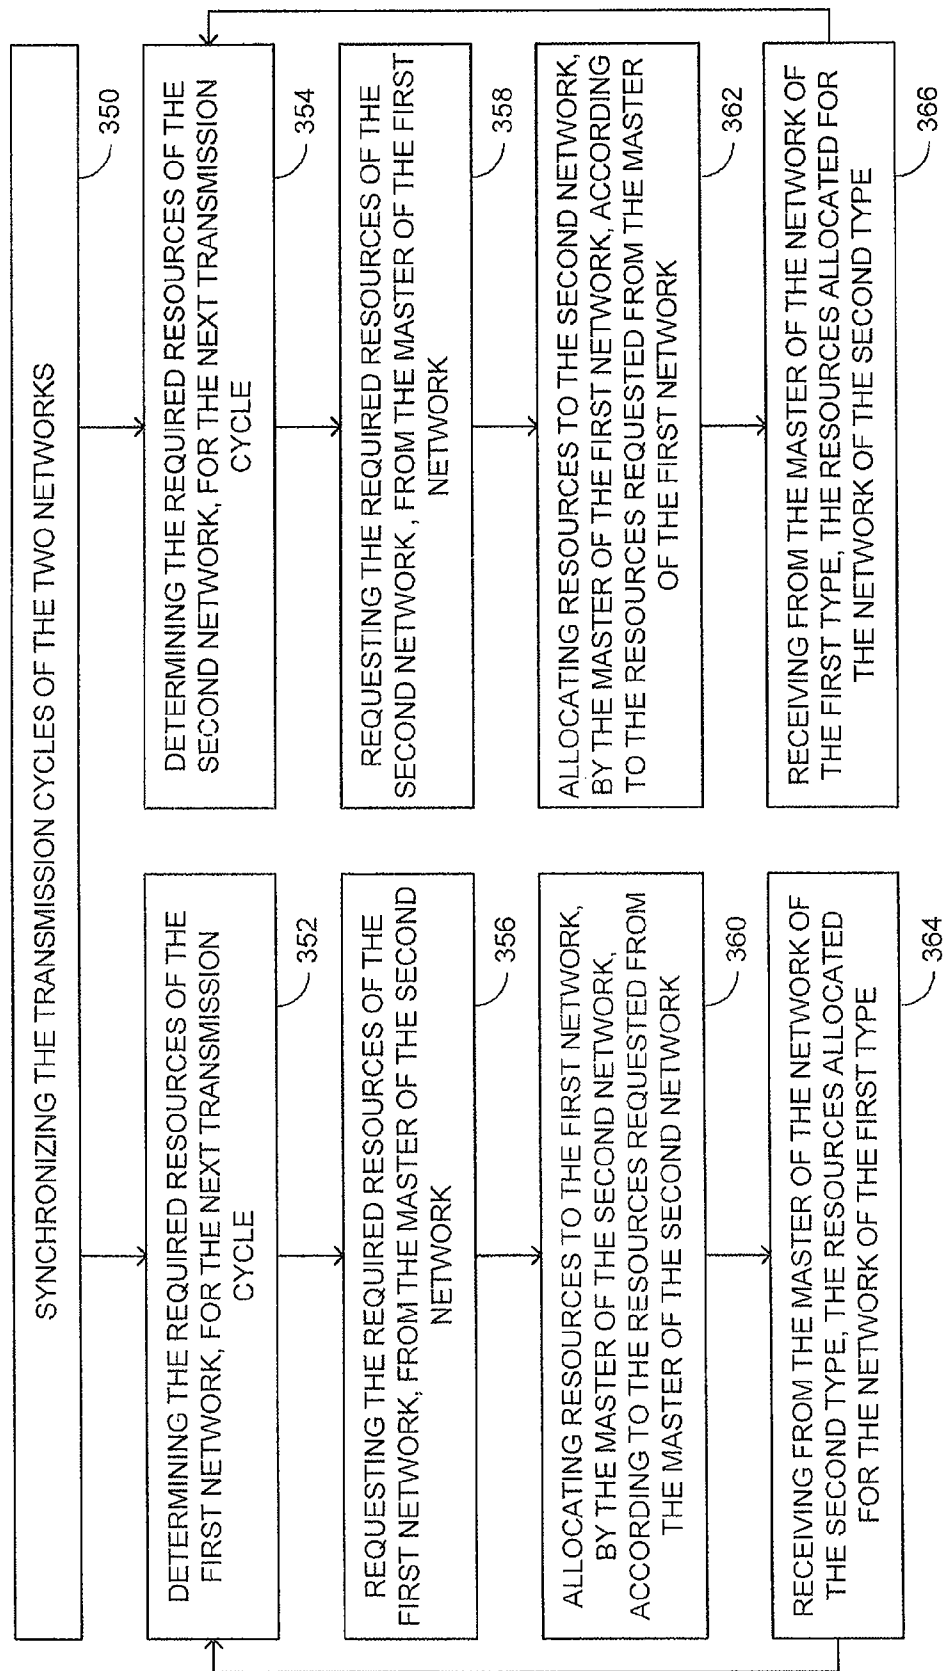 SYNCHRONIZING THE TRANSMISSION CYCLES OF THE TWO NETWORKS
350
DETERMINING THE REQUIRED RESOURCES OF THE
FIRST NETWORK, FOR THE NEXT TRANSMISSION
CYCLE
352
DETERMINING THE REQUIRED RESOURCES OF THE
SECOND NETWORK, FOR THE NEXT TRANSMISSION
CYCLE
354
REQUESTING THE REQUIRED RESOURCES OF THE
FIRST NETWORK, FROM THE MASTER OF THE SECOND
NETWORK
356
REQUESTING THE REQUIRED RESOURCES OF THE
SECOND NETWORK, FROM THE MASTER OF THE FIRST
NETWORK
358
ALLOCATING RESOURCES TO THE FIRST NETWORK,
BY THE MASTER OF THE SECOND NETWORK,
ACCORDING TO THE RESOURCES REQUESTED FROM
THE MASTER OF THE SECOND NETWORK
360
ALLOCATING RESOURCES TO THE SECOND NETWORK,
BY THE MASTER OF THE FIRST NETWORK, ACCORDING
TO THE RESOURCES REQUESTED FROM THE MASTER
OF THE FIRST NETWORK
362
RECEIVING FROM THE MASTER OF THE NETWORK OF
THE SECOND TYPE, THE RESOURCES ALLOCATED
FOR THE NETWORK OF THE FIRST TYPE
364
RECEIVING FROM THE MASTER OF THE NETWORK OF
THE FIRST TYPE, THE RESOURCES ALLOCATED FOR
THE NETWORK OF THE SECOND TYPE
366